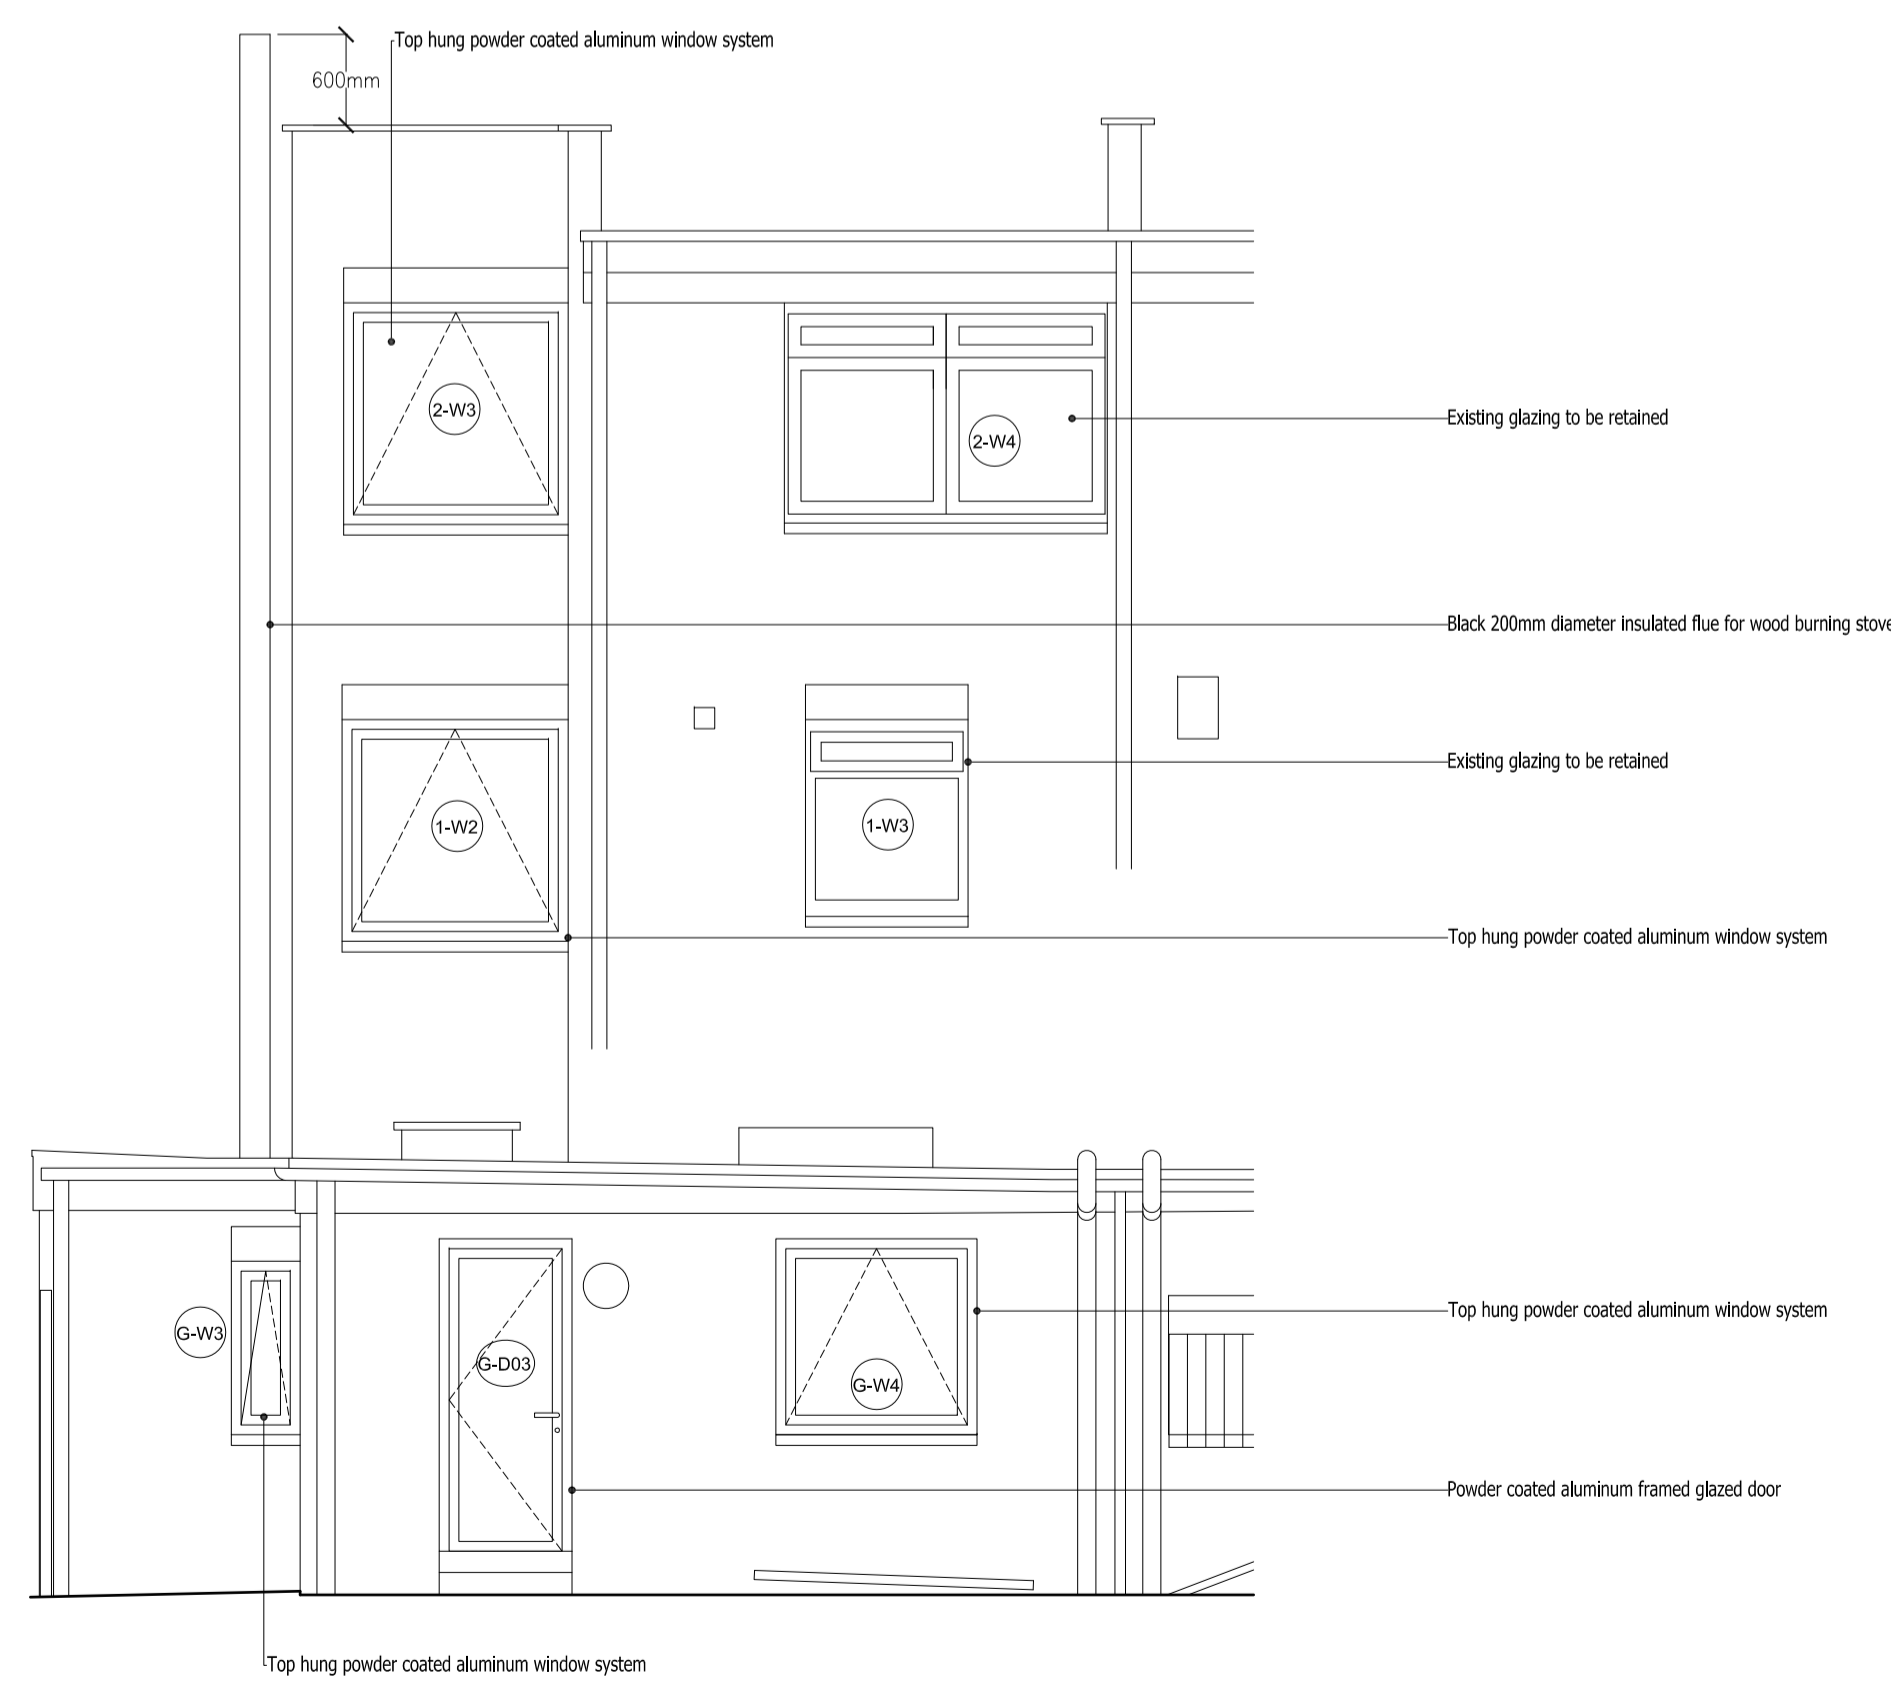 Top hung powder coated aluminum window system
600mm
2-W3
2-W4
Existing glazing to be retained
Black 200mm diameter insulated flue for wood burning stove
Existing glazing to be retained
1-W2
1-W3
Top hung powder coated aluminum window system
Top hung powder coated aluminum window system
G-W3
G-D03
G-W4
Powder coated aluminum framed glazed door
Top hung powder coated aluminum window system